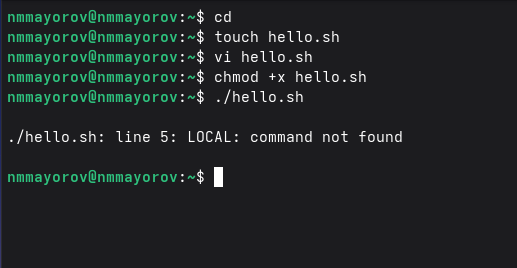 nmmayorov@nmmayorov:~$ cd
nmmayorov@nmmayorov:~$ touch hello.sh
nmmayorov@nmmayorov:~$ vi hello.sh
nmmayorov@nmmayorov:~$ chmod +x hello.sh
nmmayorov@nmmayorov:~$ ./hello.sh
./hello.sh: line 5: LOCAL: command not found
nmmayorov@nmmayorov:~$